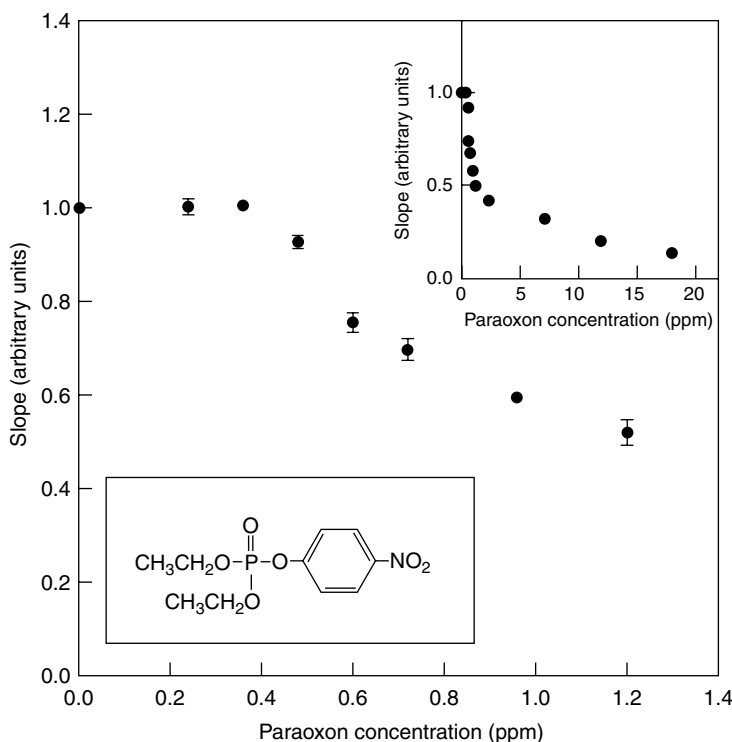 1.4
1.2
1.0
0.8
0.6
0.4
0.2
0.0
Slope (arbitrary units)
0.0 0.2 0.4 0.6 0.8 1.0 1.2 1.4
Paraoxon concentration (ppm)
1.0
0.5
0.0
Slope (arbitrary units)
0 5 10 15 20
Paraoxon concentration (ppm)
O
CH₃CH₂O P O NO₂
CH₃CH₂O